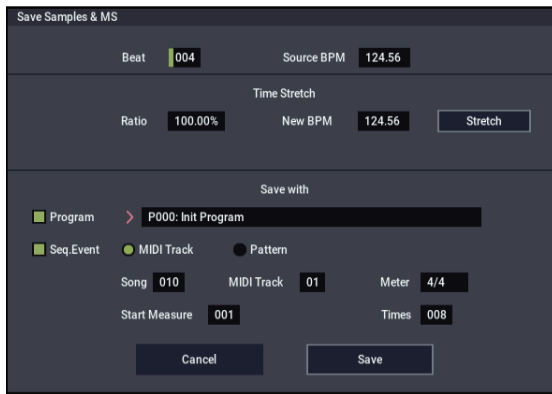 Save Samples & MS
Beat 004 Source BPM 124.56
Time Stretch
Ratio 100.00% New BPM 124.56 Stretch
Save with
Program P000: Init Program
Seq.Event MIDI Track Pattern
Song 010 MIDI Track 01 Meter 4/4
Start Measure 001 Times 008
Cancel Save